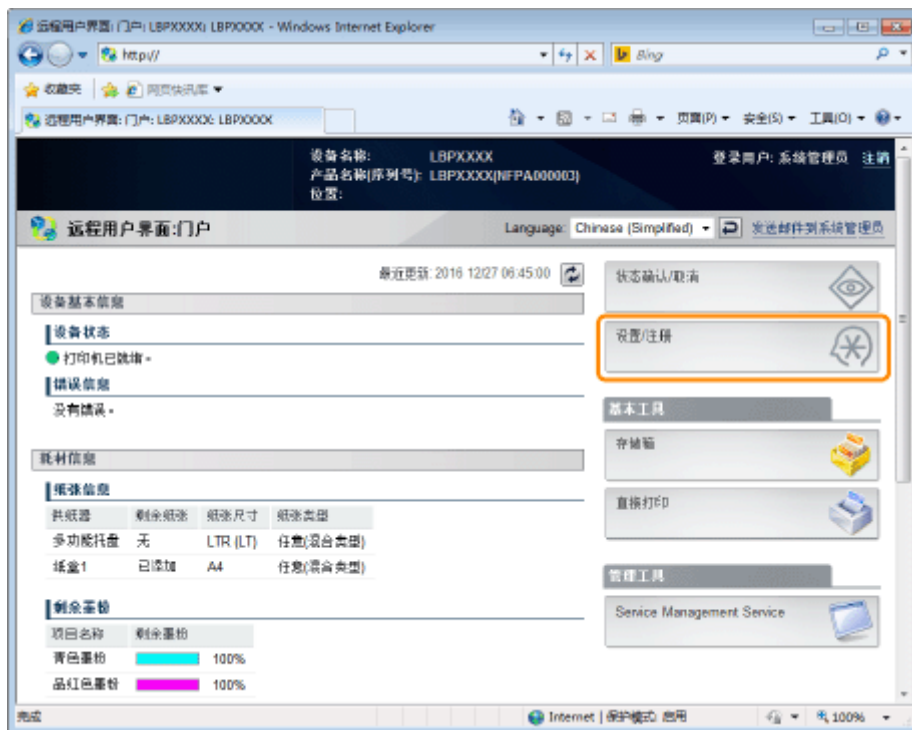 远程用户界面: 门户: LBPXXXX: LBPXXXX - Windows Internet Explorer
http://
Bing
收藏夹 网页快讯库
远程用户界面: 门户: LBPXXXX: LBPXXXX
页面(P) 安全(S) 工具(O)
设备名称: LBPXXXX
产品名称(序列号): LBPXXXX(NFPA000003)
位置:
登录用户: 系统管理员 注销
远程用户界面:门户
Language: Chinese (Simplified) 发送邮件到系统管理员
最近更新: 2016 12/27 06:45:00
设备基本信息
设备状态
打印机已就绪。
错误信息
没有错误。
耗材信息
纸张信息
供纸器 剩余纸张 纸张尺寸 纸张类型
多功能托盘 无 LTR (LT) 任意(混合类型)
纸盒1 已添加 A4 任意(混合类型)
剩余墨粉
项目名称 剩余墨粉
青色墨粉 100%
品红色墨粉 100%
状态确认/取消
设置/注册
基本工具
存储箱
直接打印
管理工具
Service Management Service
完成
Internet | 保护模式: 启用
100%